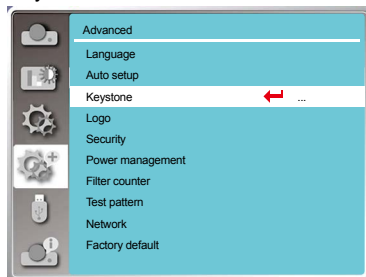 Advanced
Language
Auto setup
Keystone ...
Logo
Security
Power management
Filter counter
Test pattern
Network
Factory default